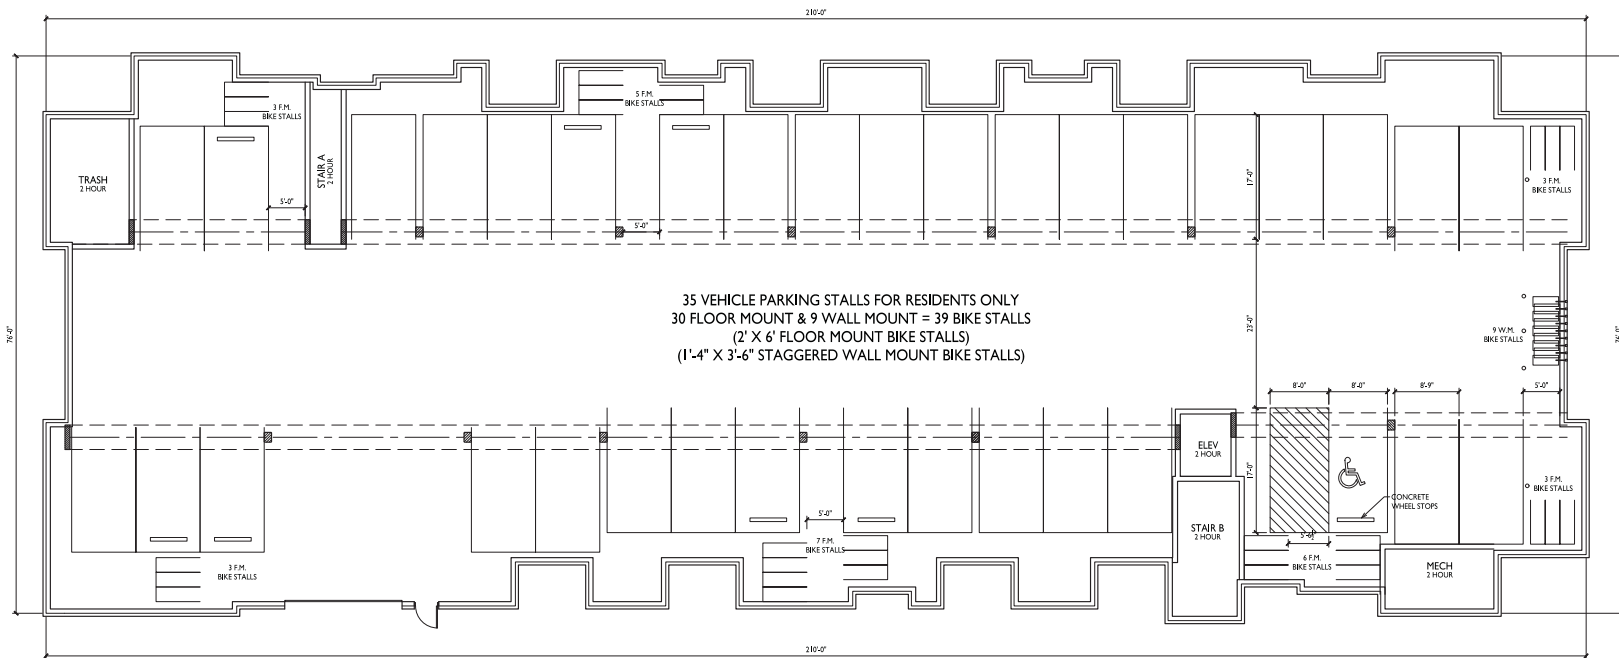 210'-0"
76'-0"
3 F.M.
BIKE STALLS
5 F.M.
BIKE STALLS
TRASH
2 HOUR
STAIR A
2 HOUR
5'-0"
5'-0"
17'-0"
3 F.M.
BIKE STALLS
35 VEHICLE PARKING STALLS FOR RESIDENTS ONLY
30 FLOOR MOUNT & 9 WALL MOUNT = 39 BIKE STALLS
(2' X 6' FLOOR MOUNT BIKE STALLS)
(1'-4" X 3'-6" STAGGERED WALL MOUNT BIKE STALLS)
23'-0"
9 W.M.
BIKE STALLS
76'-0"
8'-0"
8'-0"
8'-9"
5'-0"
ELEV
2 HOUR
17'-0"
CONCRETE
WHEEL STOPS
3 F.M.
BIKE STALLS
5'-0"
STAIR B
2 HOUR
7 F.M.
BIKE STALLS
5'-6½"
6 F.M.
BIKE STALLS
MECH
2 HOUR
3 F.M.
BIKE STALLS
210'-0"